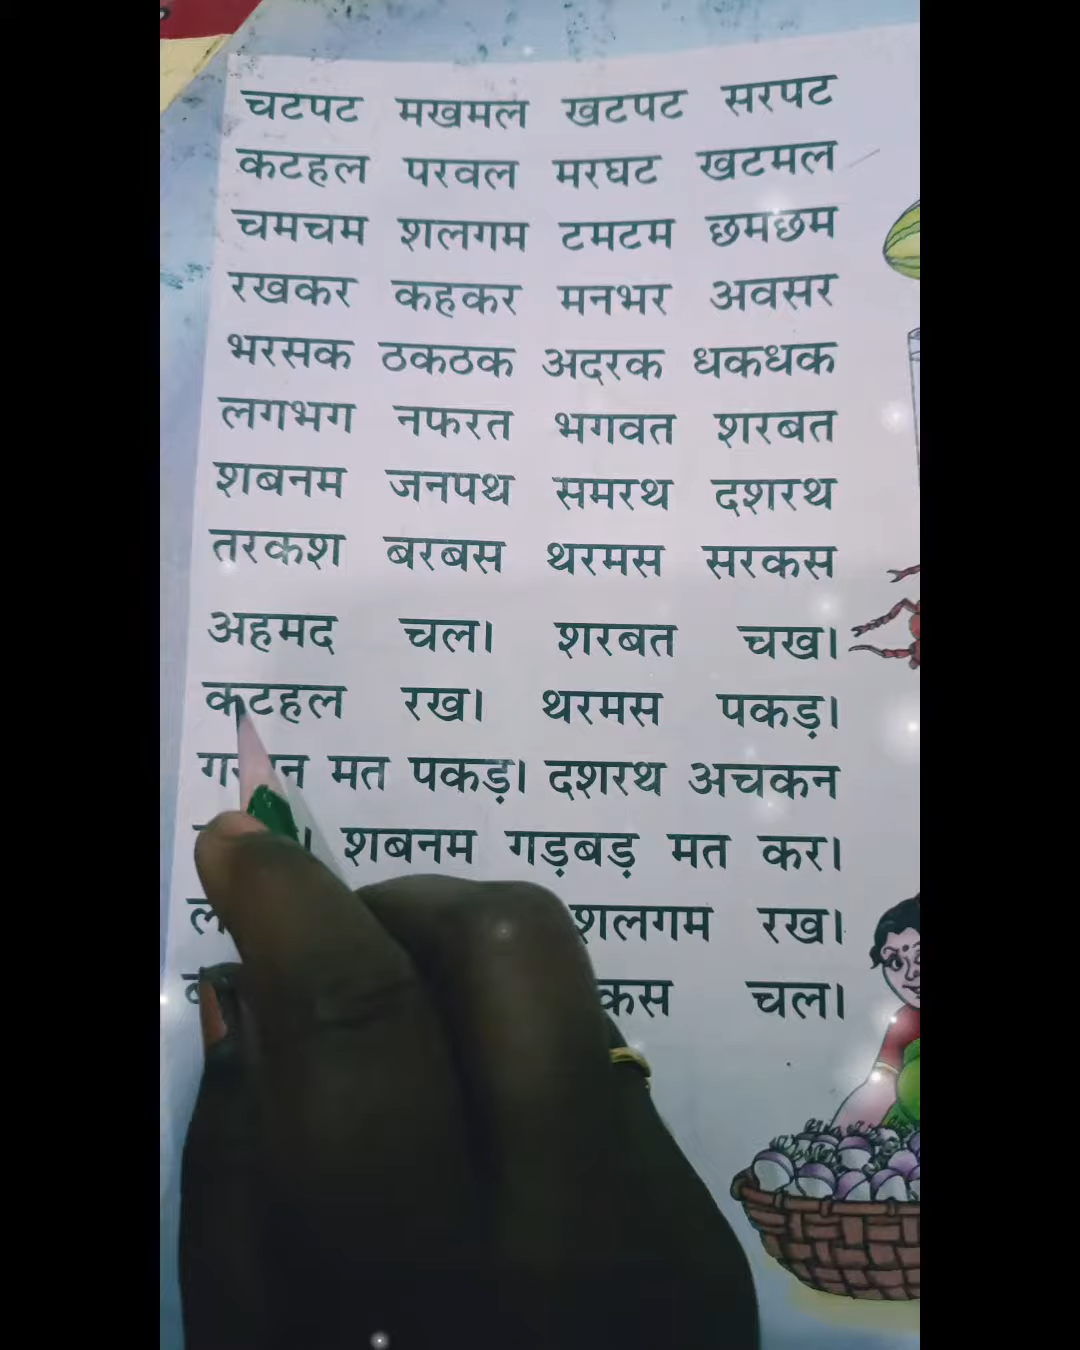 चटपट मखमल खटपट सरपट
कटहल परवल मरघट खटमल
चमचम शलगम टमटम छमछम
रखकर कहकर मनभर अवसर
भरसक ठकठक अदरक धकधक
लगभग नफरत भगवत शरबत
शबनम जनपथ समरथ दशरथ
तरकश बरबस थरमस सरकस
अहमद चल। शरबत चख।
कटहल रख। थरमस पकड़।
मत पकड़। दशरथ अचकन
शबनम गड़बड़ मत कर।
शलगम रख।
चल।